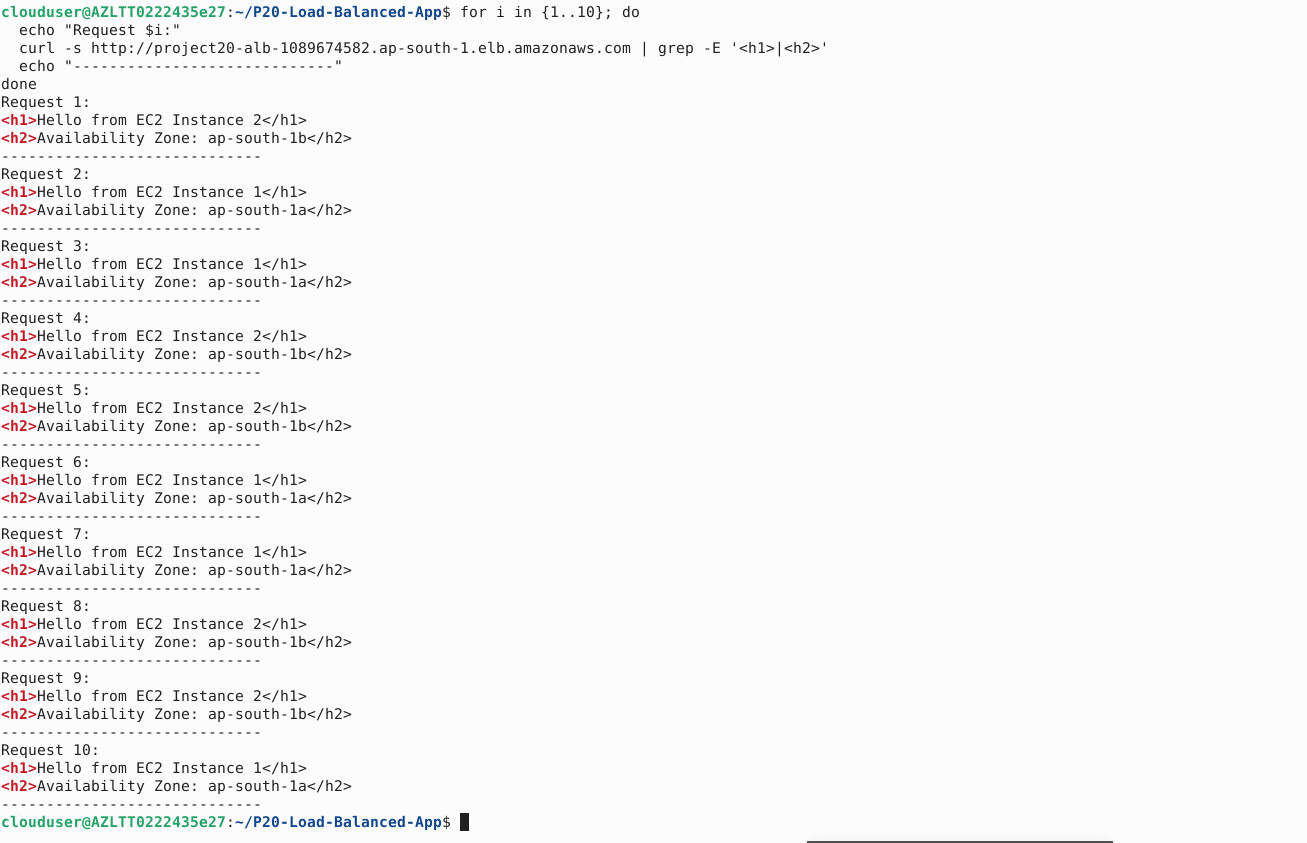 clouduser@AZLTT0222435e27:~/P20-Load-Balanced-App$ for i in {1..10}; do
  echo "Request $i:"
  curl -s http://project20-alb-1089674582.ap-south-1.elb.amazonaws.com | grep -E '<h1>|<h2>'
  echo "-----------------------------"
done
Request 1:
<h1>Hello from EC2 Instance 2</h1>
<h2>Availability Zone: ap-south-1b</h2>
-----------------------------
Request 2:
<h1>Hello from EC2 Instance 1</h1>
<h2>Availability Zone: ap-south-1a</h2>
-----------------------------
Request 3:
<h1>Hello from EC2 Instance 1</h1>
<h2>Availability Zone: ap-south-1a</h2>
-----------------------------
Request 4:
<h1>Hello from EC2 Instance 2</h1>
<h2>Availability Zone: ap-south-1b</h2>
-----------------------------
Request 5:
<h1>Hello from EC2 Instance 2</h1>
<h2>Availability Zone: ap-south-1b</h2>
-----------------------------
Request 6:
<h1>Hello from EC2 Instance 1</h1>
<h2>Availability Zone: ap-south-1a</h2>
-----------------------------
Request 7:
<h1>Hello from EC2 Instance 1</h1>
<h2>Availability Zone: ap-south-1a</h2>
-----------------------------
Request 8:
<h1>Hello from EC2 Instance 2</h1>
<h2>Availability Zone: ap-south-1b</h2>
-----------------------------
Request 9:
<h1>Hello from EC2 Instance 2</h1>
<h2>Availability Zone: ap-south-1b</h2>
-----------------------------
Request 10:
<h1>Hello from EC2 Instance 1</h1>
<h2>Availability Zone: ap-south-1a</h2>
-----------------------------
clouduser@AZLTT0222435e27:~/P20-Load-Balanced-App$